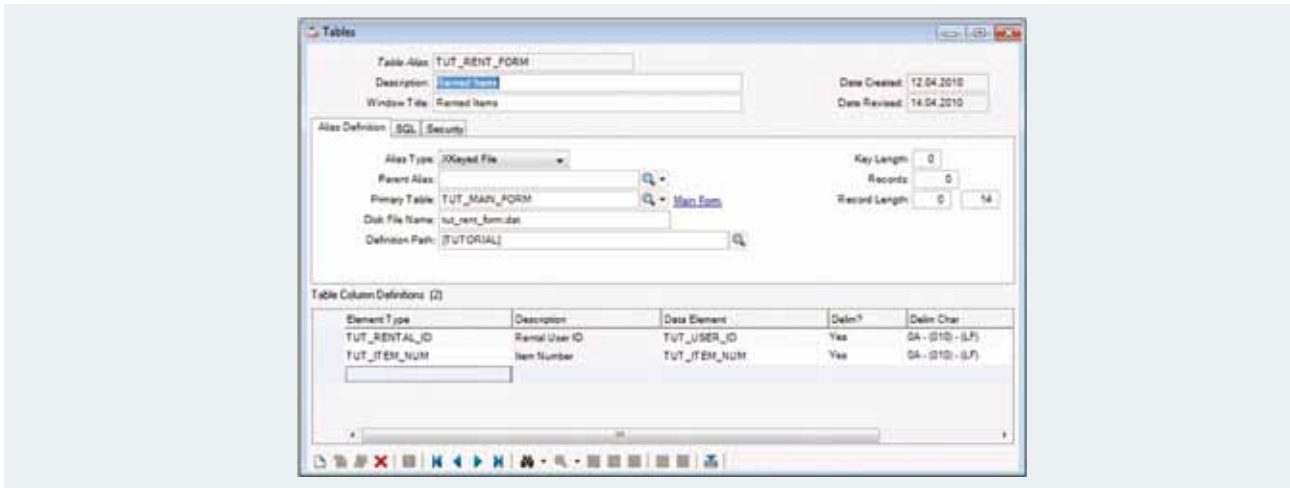 Tables
Table Alias: TUT_RENT_FORM
Description: Rented Items
Date Created: 12.04.2010
Window Title: Rented Items
Date Revised: 14.04.2010
Alias Definition SQL Security
Alias Type: XKeyed File
Key Length: 0
Parent Alias:
Records: 0
Primary Table: TUT_MAIN_FORM Main Form
Record Length: 0 14
Disk File Name: tut_rent_form.dat
Definition Path: [TUTORIAL]
Table Column Definitions (2)
Element Type Description Data Element Delim? Delim Char
TUT_RENTAL_ID Rental User ID TUT_USER_ID Yes 0A - (010) - (LF)
TUT_ITEM_NUM Item Number TUT_ITEM_NUM Yes 0A - (010) - (LF)